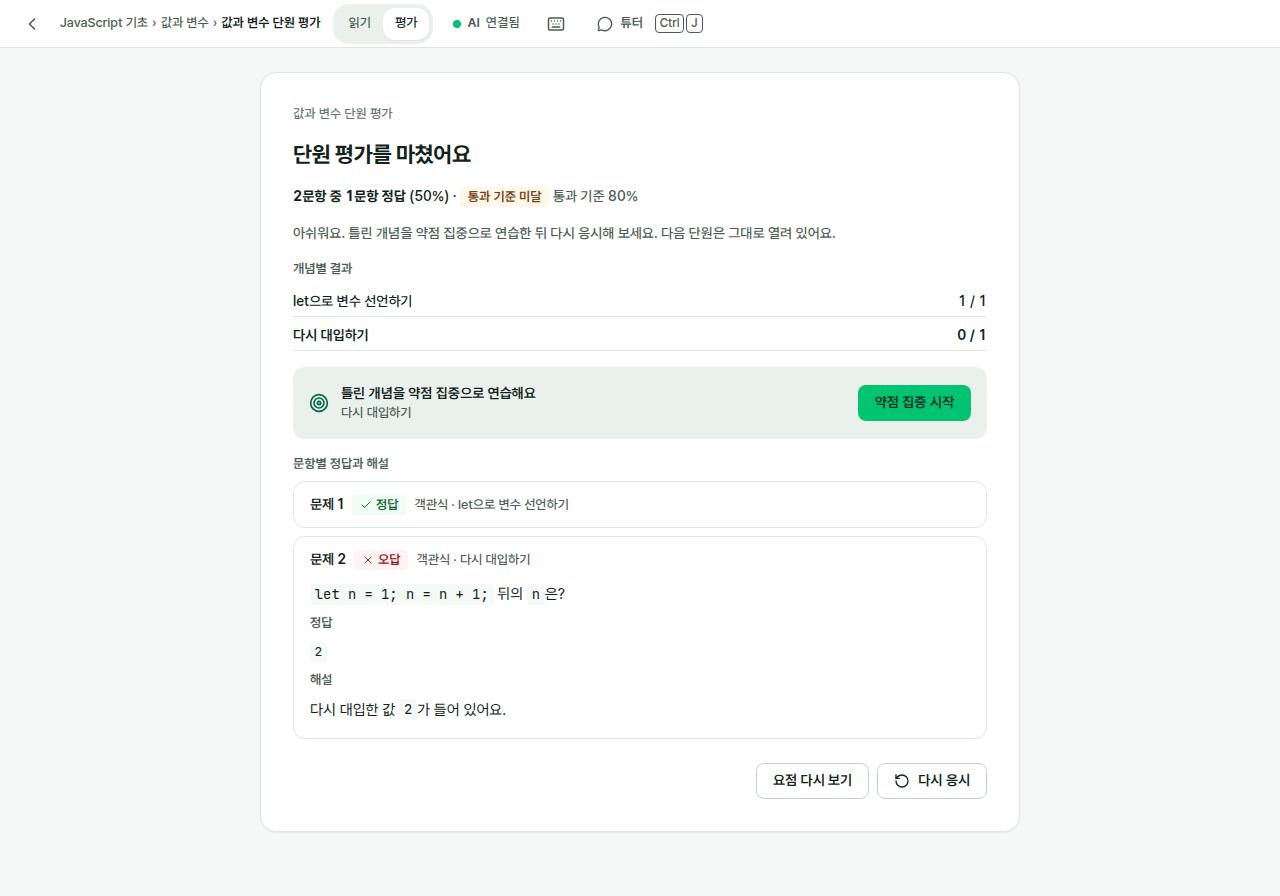 JavaScript 기초 › 값과 변수 › 값과 변수 단원 평가 읽기 평가 AI 연결됨 튜터 Ctrl J
값과 변수 단원 평가
단원 평가를 마쳤어요
2문항 중 1문항 정답 (50%) · 통과 기준 미달 통과 기준 80%
아쉬워요. 틀린 개념을 약점 집중으로 연습한 뒤 다시 응시해 보세요. 다음 단원은 그대로 열려 있어요.
개념별 결과
let으로 변수 선언하기 1 / 1
다시 대입하기 0 / 1
틀린 개념을 약점 집중으로 연습해요
다시 대입하기
약점 집중 시작
문항별 정답과 해설
문제 1 정답 객관식 · let으로 변수 선언하기
문제 2 오답 객관식 · 다시 대입하기
let n = 1; n = n + 1; 뒤의 n 은?
정답
2
해설
다시 대입한 값 2 가 들어 있어요.
요점 다시 보기 다시 응시